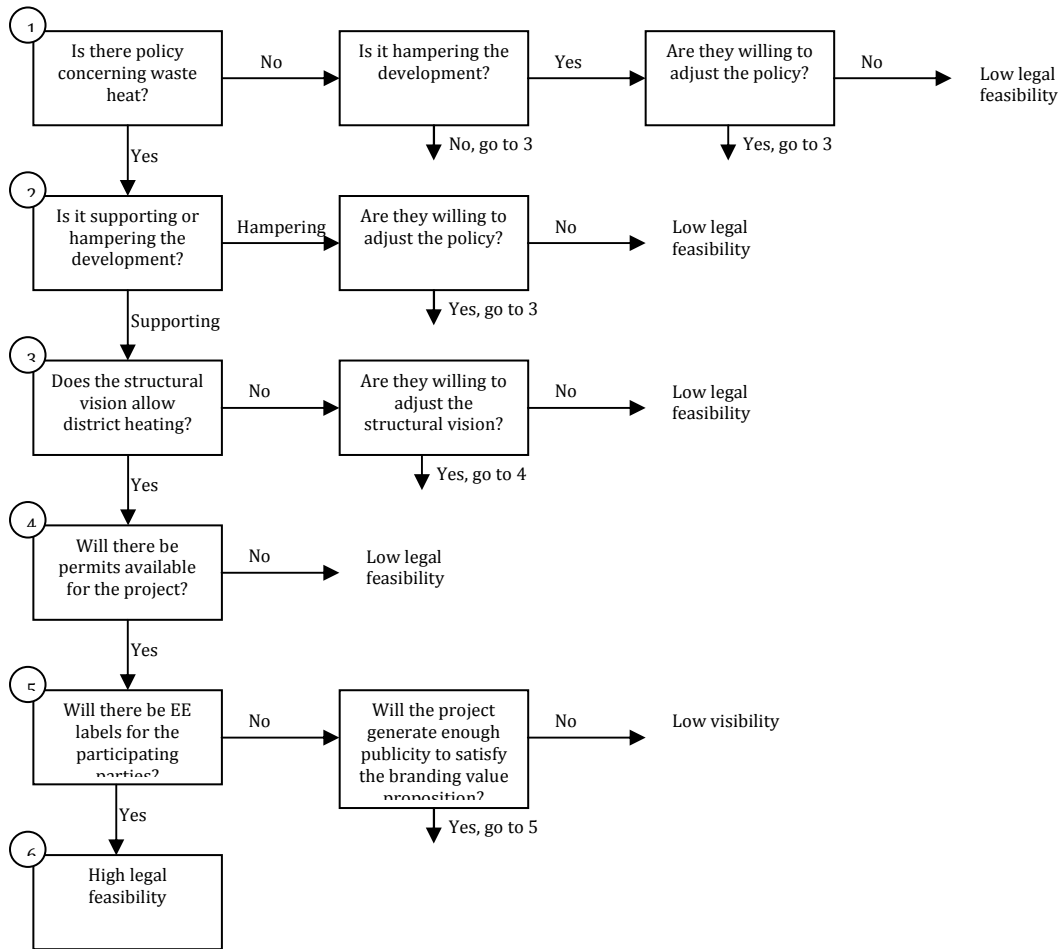 1
Is there policy
concerning waste
heat?
No
Is it hampering the
development?
Yes
Are they willing to
adjust the policy?
No
Low legal
feasibility
No, go to 3
Yes, go to 3
Yes
2
Is it supporting or
hampering the
development?
Hampering
Are they willing to
adjust the policy?
No
Low legal
feasibility
Yes, go to 3
Supporting
3
Does the structural
vision allow
district heating?
No
Are they willing to
adjust the
structural vision?
No
Low legal
feasibility
Yes, go to 4
Yes
4
Will there be
permits available
for the project?
No
Low legal
feasibility
Yes
5
Will there be EE
labels for the
participating
parties?
No
Will the project
generate enough
publicity to satisfy
the branding value
proposition?
No
Low visibility
Yes, go to 5
Yes
6
High legal
feasibility